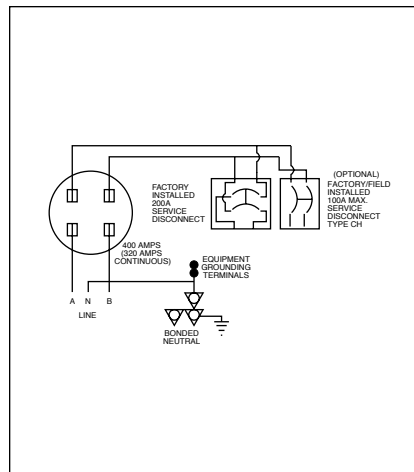 (OPTIONAL)
FACTORY/FIELD
INSTALLED
100A MAX.
SERVICE
DISCONNECT
TYPE CH
FACTORY
INSTALLED
200A
SERVICE
DISCONNECT
400 AMPS
(320 AMPS
CONTINUOUS)
EQUIPMENT
GROUNDING
TERMINALS
A N B
LINE
BONDED
NEUTRAL